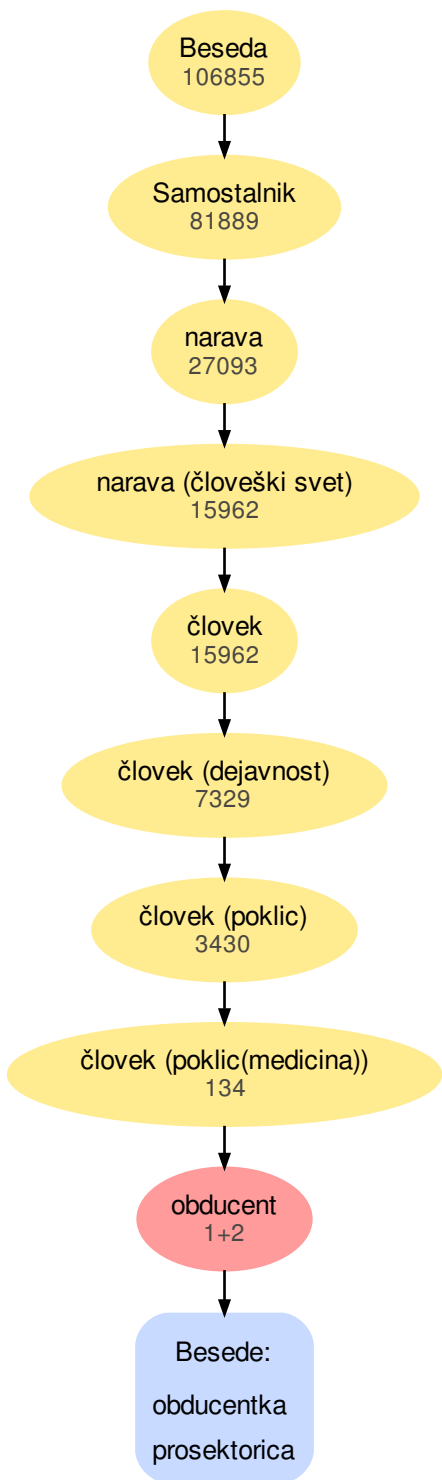 Beseda
106855
Samostalnik
81889
narava
27093
narava (človeški svet)
15962
človek
15962
človek (dejavnost)
7329
človek (poklic)
3430
človek (poklic(medicina))
134
obducent
1+2
Besede:
obducentka
prosektorica